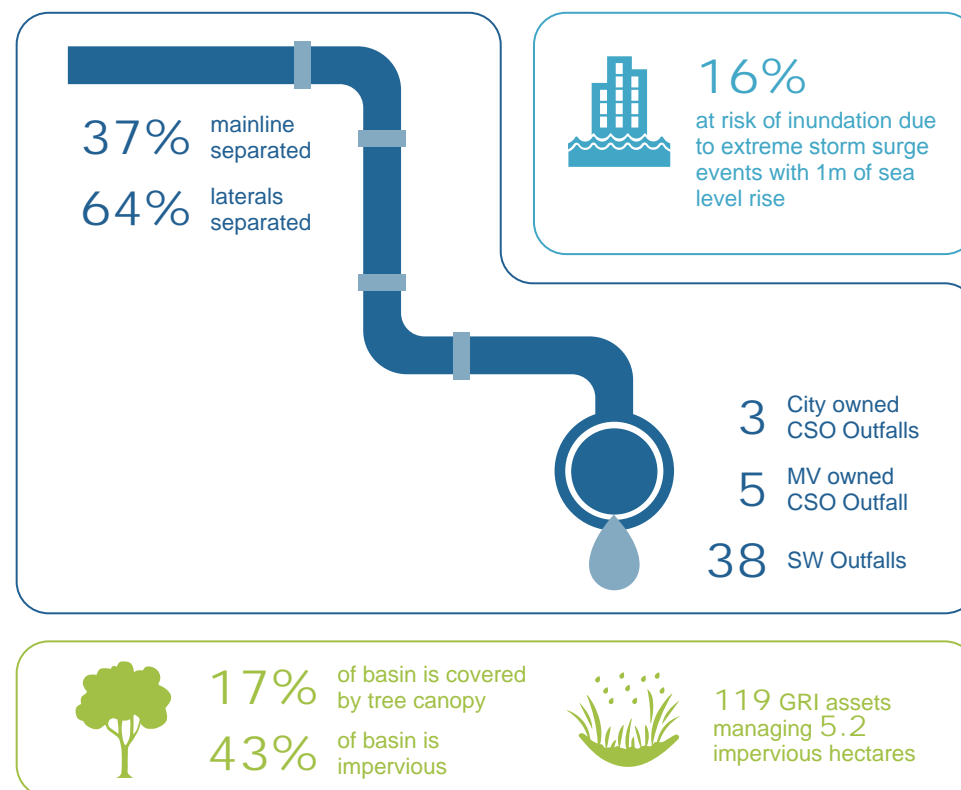 37% mainline
separated
64% laterals
separated
16%
at risk of inundation due
to extreme storm surge
events with 1m of sea
level rise
3 City owned
CSO Outfalls
5 MV owned
CSO Outfall
38 SW Outfalls
17% of basin is covered
by tree canopy
43% of basin is
impervious
119 GRI assets
managing 5.2
impervious hectares